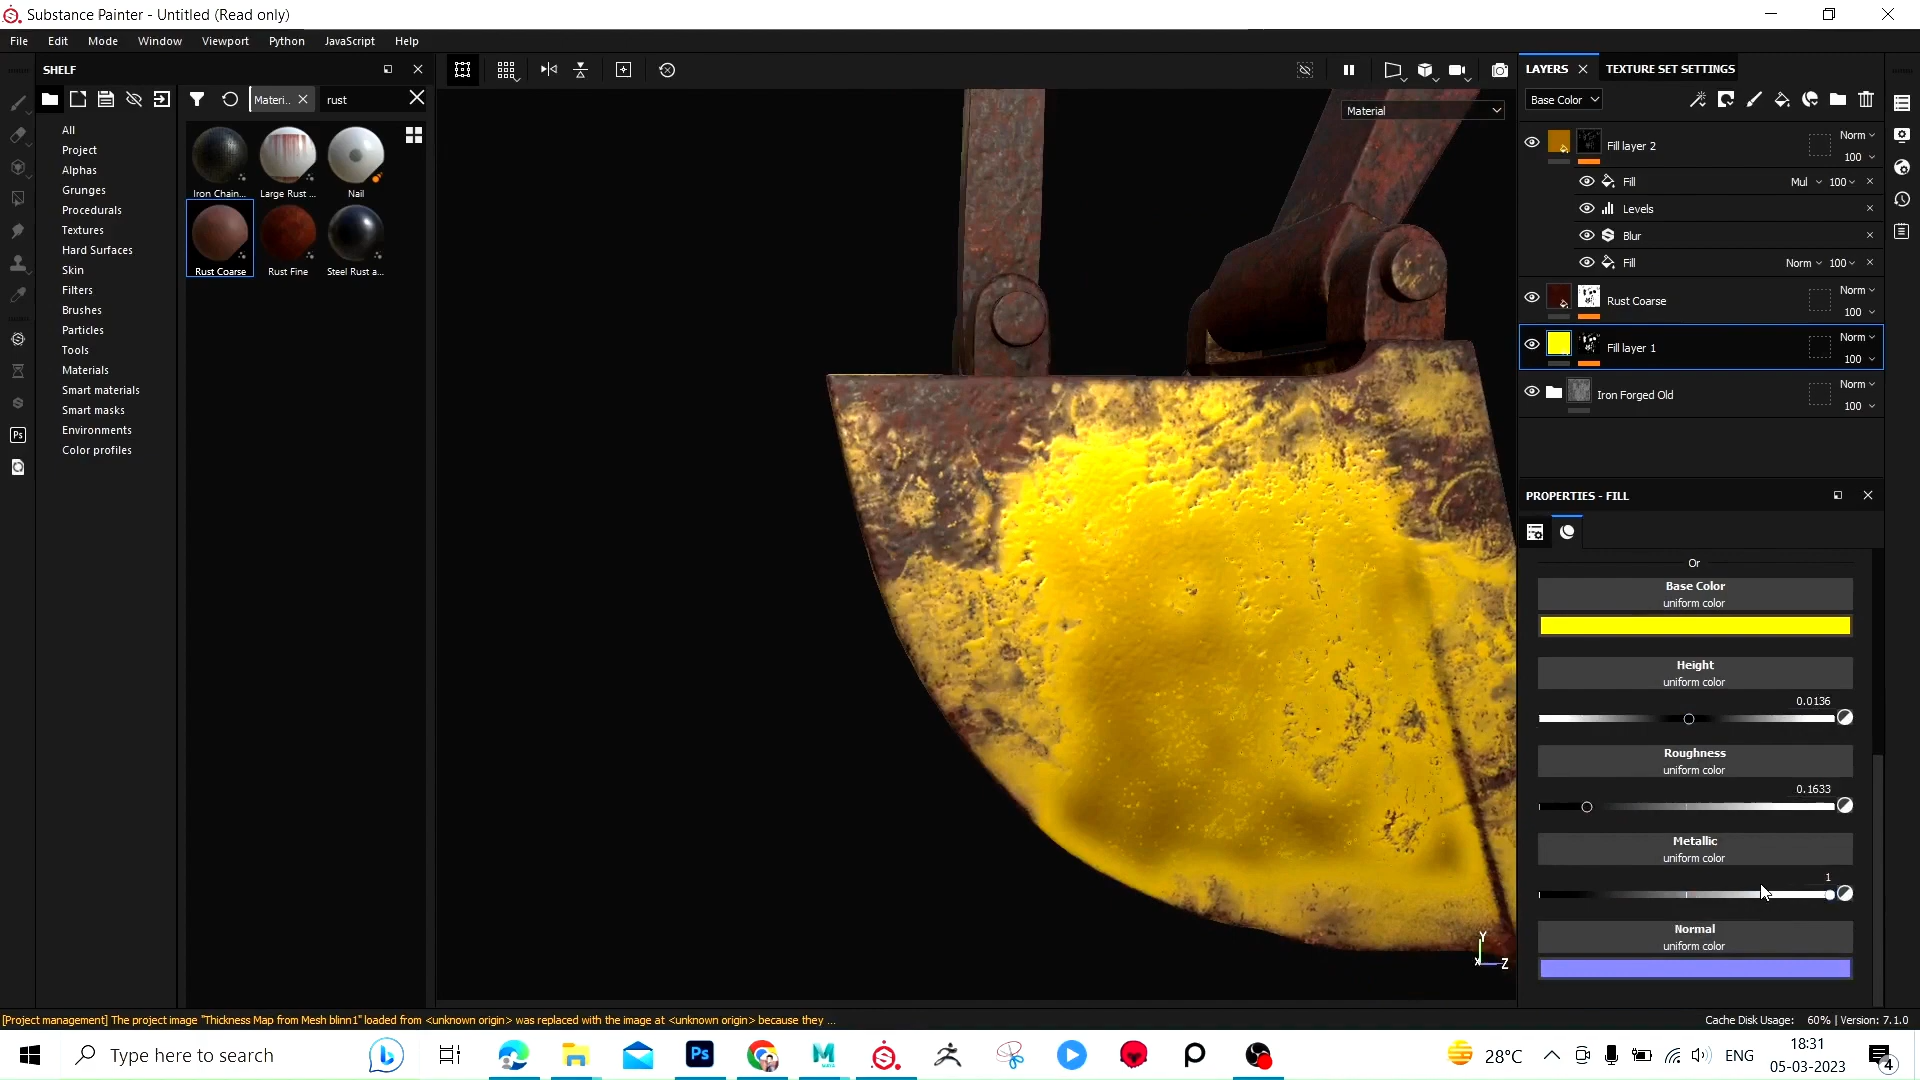 Substance Painter - Untitled (Read only)
File Edit Mode Window Viewport Python JavaScript Help
SHELF
Materi..
rust
All
Project
Alphas
Grunges
Procedurals
Textures
Hard Surfaces
Skin
Filters
Brushes
Particles
Tools
Materials
Smart materials
Smart masks
Environments
Color profiles
Iron Chain... Large Rust ... Nail
Rust Coarse Rust Fine Steel Rust a...
Material
Y
X Z
LAYERS TEXTURE SET SETTINGS
Base Color
Fill layer 2 Norm
100
Fill Mul 100
Levels
Blur
Fill Norm 100
Rust Coarse Norm
100
Fill layer 1 Norm
100
Iron Forged Old Norm
100
PROPERTIES - FILL
Or
Base Color
uniform color
Height
uniform color
0.0136
Roughness
uniform color
0.1633
Metallic
uniform color
1
Normal
uniform color
[Project management] The project image "Thickness Map from Mesh blinn1" loaded from <unknown origin> was replaced with the image at <unknown origin> because they ...
Cache Disk Usage: 60% | Version: 7.1.0
Type here to search
Ps
28°C
ENG
18:31
05-03-2023
4